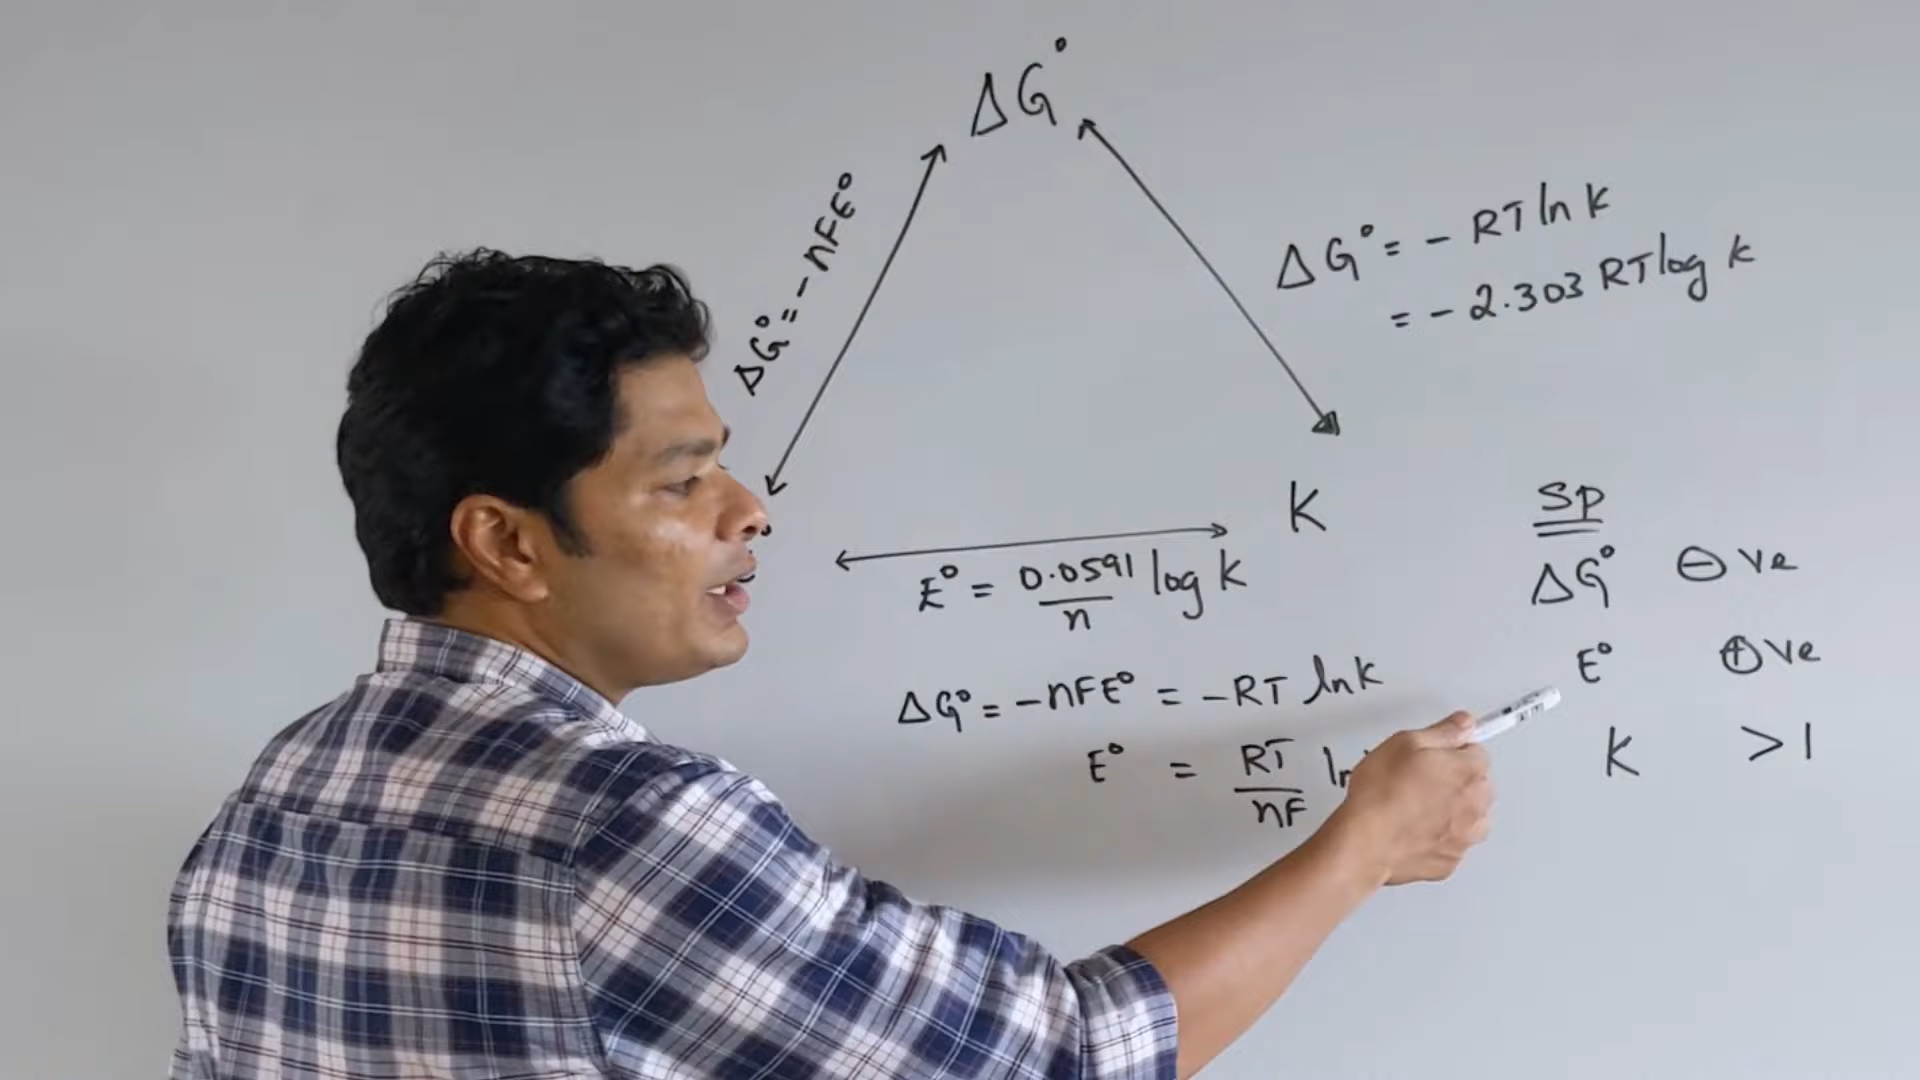 ΔG°
ΔG° = - nFE°
ΔG° = - RT ln K
= - 2.303 RT log K
K
E° = 0.0591/n log K
ΔG° = -nFE° = -RT ln K
E° = RT/nF
Sp
ΔG° ⊖ ve
E° ⊕ ve
K > 1